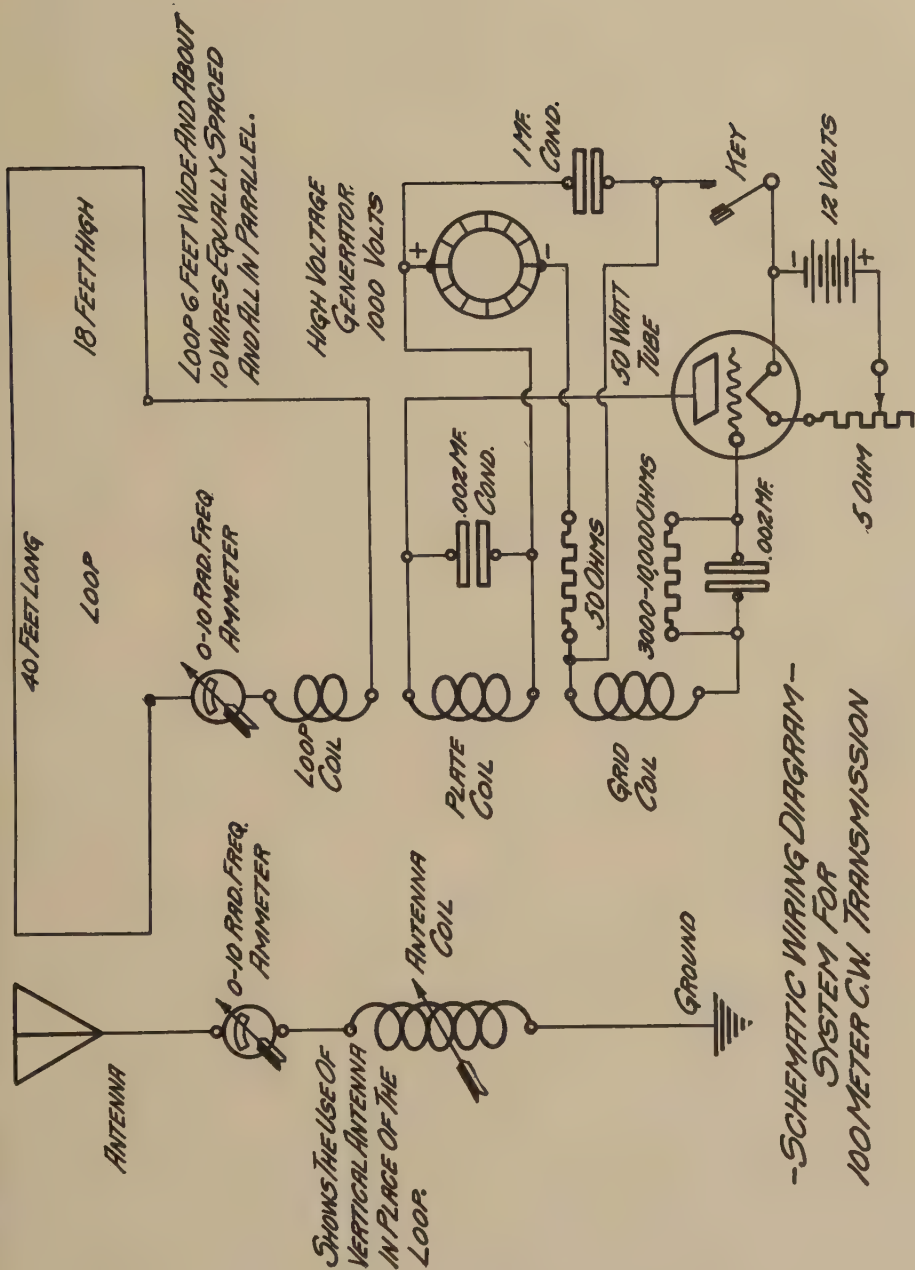 40 FEET LONG
18 FEET HIGH
LOOP
LOOP 6 FEET WIDE AND ABOUT
10 WIRES EQUALLY SPACED
AND ALL IN PARALLEL.
ANTENNA
0-10 RAD. FREQ.
AMMETER
0-10 RAD. FREQ.
AMMETER
SHOWS THE USE OF
VERTICAL ANTENNA
IN PLACE OF THE
LOOP.
ANTENNA
COIL
GROUND
LOOP
COIL
PLATE
COIL
GRID
COIL
.002 MF.
COND.
HIGH VOLTAGE
GENERATOR.
1000 VOLTS
+
-
1 MF.
COND.
50 OHMS
50 WATT
TUBE
3000-10,000 OHMS
.002 MF.
KEY
-
12 VOLTS
+
.5 OHM
-SCHEMATIC WIRING DIAGRAM-
SYSTEM FOR
100 METER C.W. TRANSMISSION